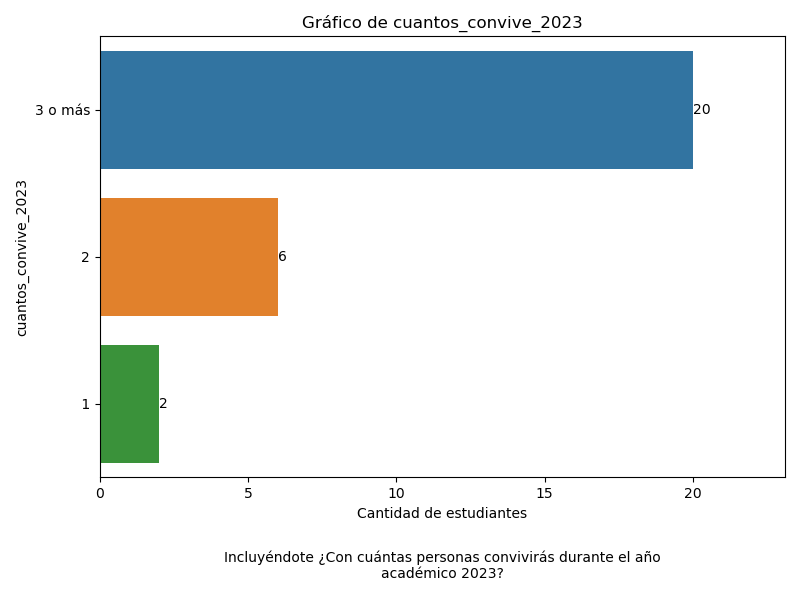 Gráfico de cuantos_convive_2023
3 o más
20
cuantos_convive_2023
2
6
1
2
0 5 10 15 20
Cantidad de estudiantes
Incluyéndote ¿Con cuántas personas convivirás durante el año
académico 2023?